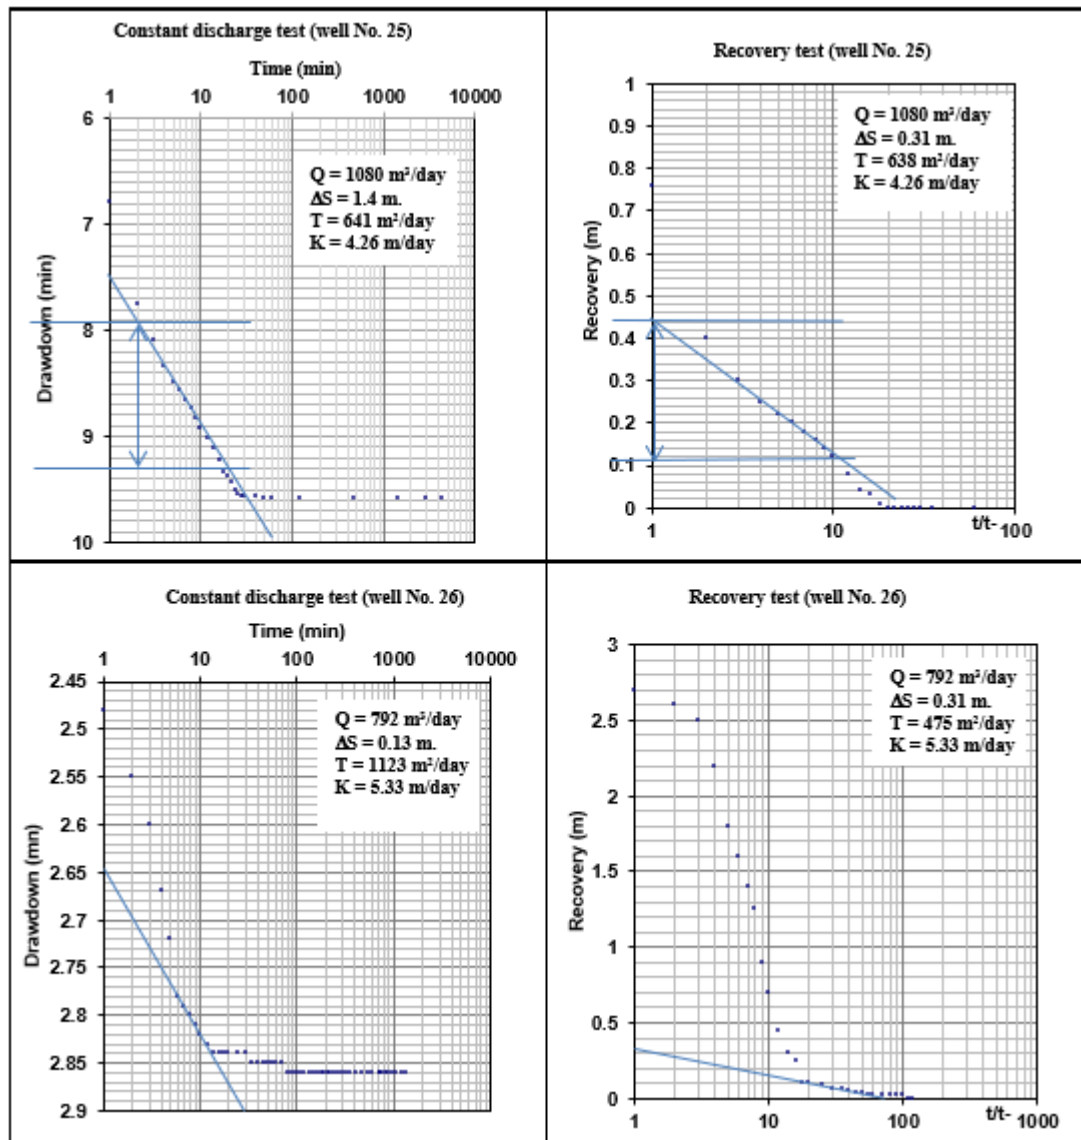 Constant discharge test (well No. 25)
Time (min)
1 10 100 1000 10000
6
7
8
9
10
Drawdown (min)
Q = 1080 m³/day
ΔS = 1.4 m.
T = 641 m²/day
K = 4.26 m/day
Recovery test (well No. 25)
1
0.9
0.8
0.7
0.6
0.5
0.4
0.3
0.2
0.1
0
Recovery (m)
1 10 t/t- 100
Q = 1080 m³/day
ΔS = 0.31 m.
T = 638 m²/day
K = 4.26 m/day
Constant discharge test (well No. 26)
Time (min)
1 10 100 1000 10000
2.45
2.5
2.55
2.6
2.65
2.7
2.75
2.8
2.85
2.9
Drawdown (mn)
Q = 792 m³/day
ΔS = 0.13 m.
T = 1123 m²/day
K = 5.33 m/day
Recovery test (well No. 26)
3
2.5
2
1.5
1
0.5
0
Recovery (m)
1 10 100 t/t- 1000
Q = 792 m³/day
ΔS = 0.31 m.
T = 475 m²/day
K = 5.33 m/day